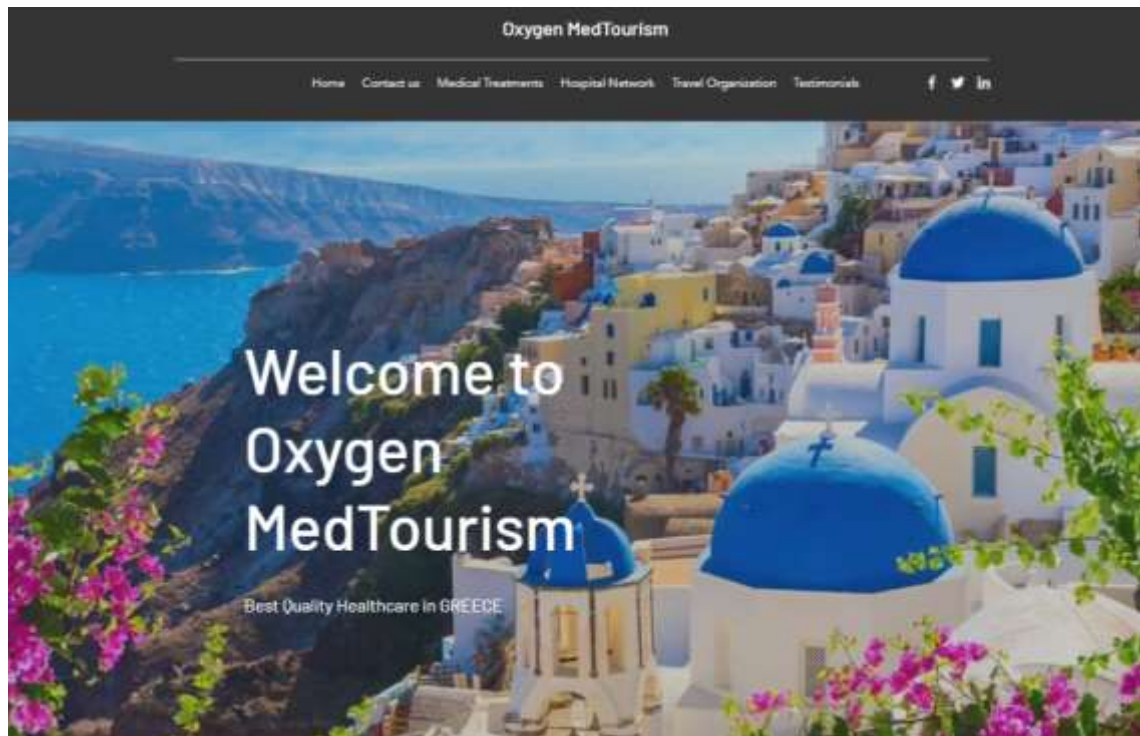 Oxygen MedTourism
Home Contact us Medical Treatments Hospital Network Travel Organization Testimonials
Welcome to
Oxygen
MedTourism
Best Quality Healthcare in GREECE